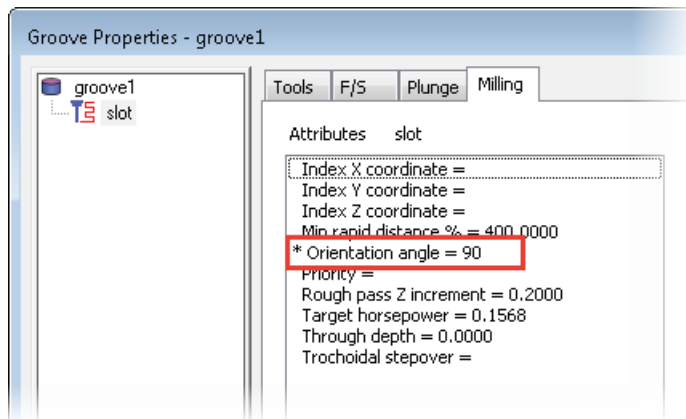 Groove Properties - groove1
groove1
slot
Tools F/S Plunge Milling
Attributes slot
Index X coordinate =
Index Y coordinate =
Index Z coordinate =
Min rapid distance % = 400.0000
* Orientation angle = 90
Priority =
Rough pass Z increment = 0.2000
Target horsepower = 0.1568
Through depth = 0.0000
Trochoidal stepover =